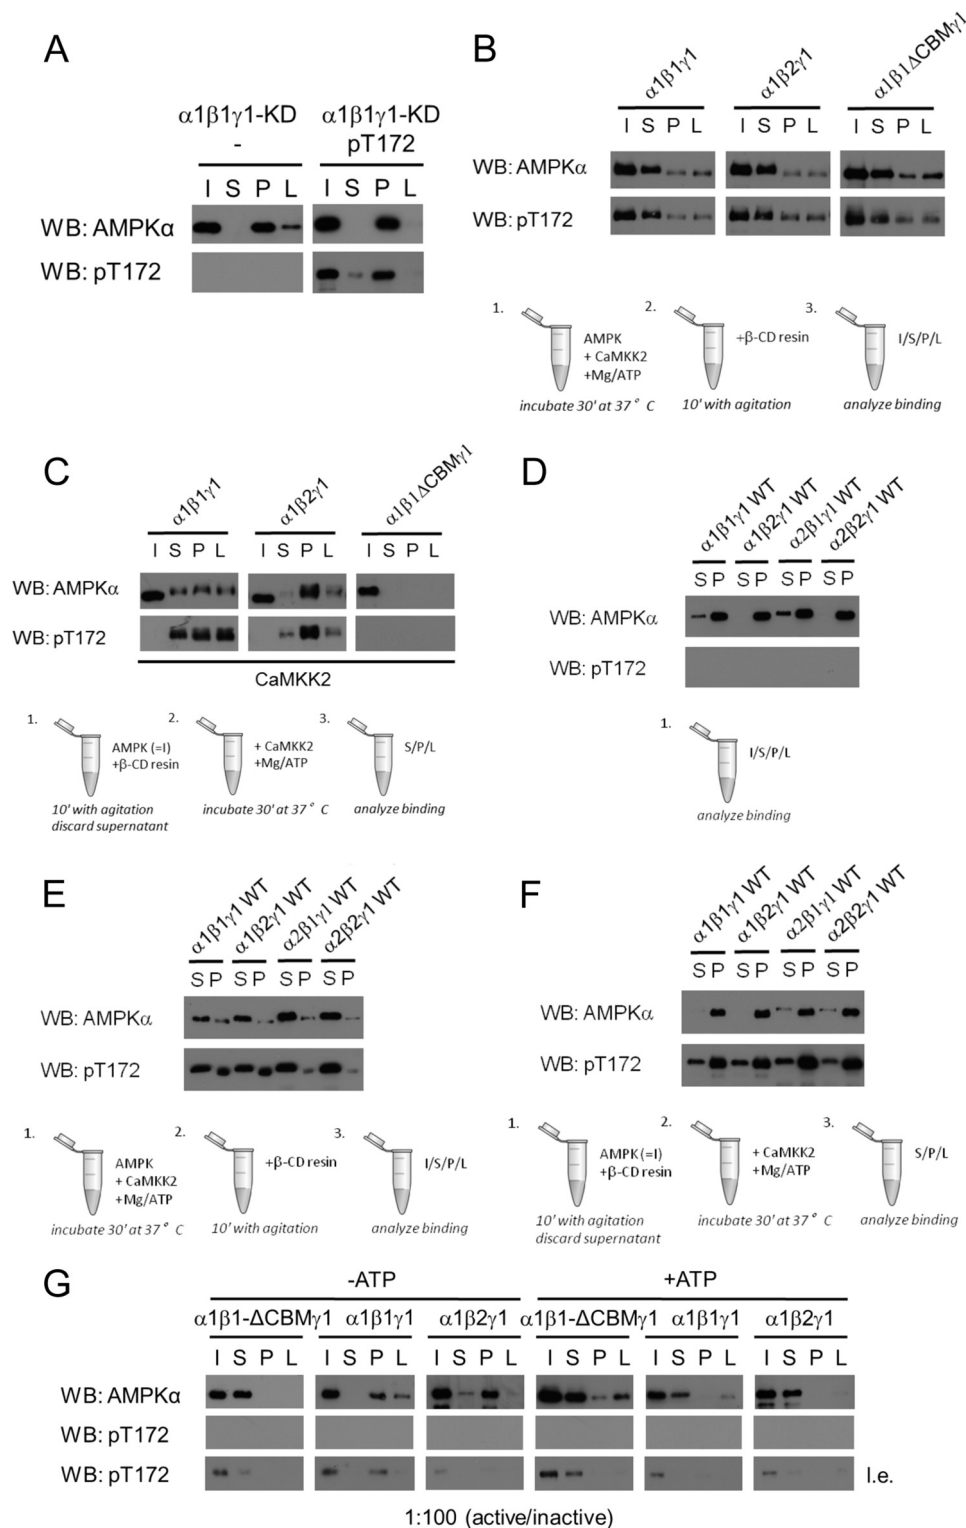 A
α1β1γ1-KD
-
α1β1γ1-KD
pT172
I S P L
I S P L
WB: AMPKα
WB: pT172
B
α1β1γ1
α1β2γ1
α1β1ΔCBMγ1
I S P L
I S P L
I S P L
WB: AMPKα
WB: pT172
1.
AMPK
+ CaMKK2
+Mg/ATP
incubate 30' at 37° C
2.
+β-CD resin
10' with agitation
3.
I/S/P/L
analyze binding
C
α1β1γ1
α1β2γ1
α1β1ΔCBMγ1
I S P L
I S P L
I S P L
WB: AMPKα
WB: pT172
CaMKK2
1.
AMPK (=I)
+β-CD resin
10' with agitation
discard supernatant
2.
+ CaMKK2
+Mg/ATP
incubate 30' at 37° C
3.
S/P/L
analyze binding
D
α1β1γ1 WT
α1β2γ1 WT
α2β1γ1 WT
α2β2γ1 WT
S P S P S P S P
WB: AMPKα
WB: pT172
1.
I/S/P/L
analyze binding
E
α1β1γ1 WT
α1β2γ1 WT
α2β1γ1 WT
α2β2γ1 WT
S P S P S P S P
WB: AMPKα
WB: pT172
1.
AMPK
+ CaMKK2
+Mg/ATP
incubate 30' at 37° C
2.
+β-CD resin
10' with agitation
3.
I/S/P/L
analyze binding
F
α1β1γ1 WT
α1β2γ1 WT
α2β1γ1 WT
α2β2γ1 WT
S P S P S P S P
WB: AMPKα
WB: pT172
1.
AMPK (=I)
+β-CD resin
10' with agitation
discard supernatant
2.
+ CaMKK2
+Mg/ATP
incubate 30' at 37° C
3.
S/P/L
analyze binding
G
-ATP
+ATP
α1β1-ΔCBMγ1 α1β1γ1 α1β2γ1 α1β1-ΔCBMγ1 α1β1γ1 α1β2γ1
I S P L I S P L I S P L I S P L I S P L I S P L
WB: AMPKα
WB: pT172
WB: pT172
l.e.
1:100 (active/inactive)